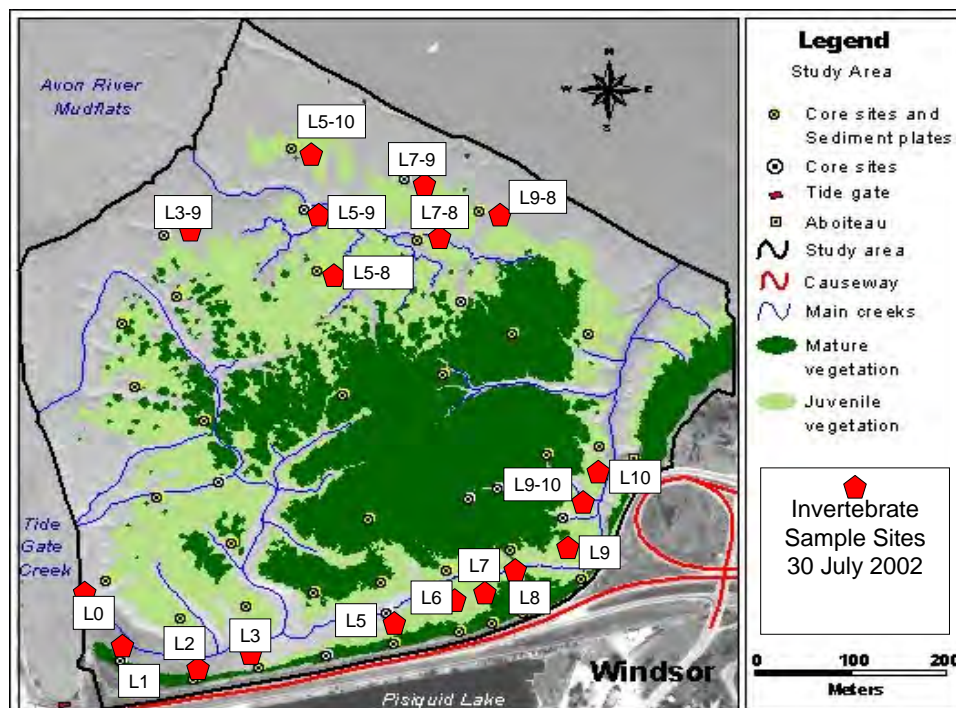 Avon River
Mudflats
N
W
E
S
L5-10
L7-9
L9-8
L3-9
L5-9
L7-8
L5-8
L9-10
L10
Tide
Gate
Creek
L0
L9
L7
L6
L8
L5
L3
L2
L1
Windsor
Pisiquid Lake
Legend
Study Area
Core sites and
Sediment plates
Core sites
Tide gate
Aboiteau
Study area
Causeway
Main creeks
Mature
vegetation
Juvenile
vegetation
Invertebrate
Sample Sites
30 July 2002
0 100 200
Meters